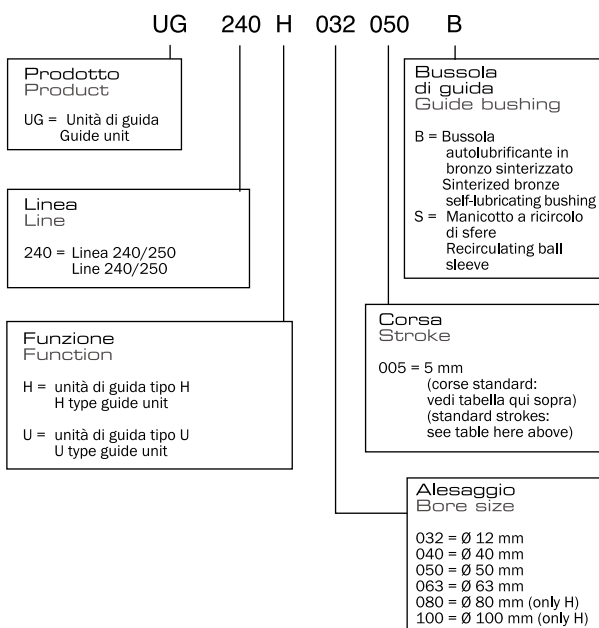 UG 240 H 032 050 B
Prodotto
Product
UG = Unità di guida
Guide unit
Linea
Line
240 = Linea 240/250
Line 240/250
Funzione
Function
H = unità di guida tipo H
H type guide unit
U = unità di guida tipo U
U type guide unit
Bussola
di guida
Guide bushing
B = Bussola
autolubrificante in
bronzo sinterizzato
Sinterized bronze
self-lubricating bushing
S = Manicotto a ricircolo
di sfere
Recirculating ball
sleeve
Corsa
Stroke
005 = 5 mm
(corse standard:
vedi tabella qui sopra)
(standard strokes:
see table here above)
Alesaggio
Bore size
032 = Ø 12 mm
040 = Ø 40 mm
050 = Ø 50 mm
063 = Ø 63 mm
080 = Ø 80 mm (only H)
100 = Ø 100 mm (only H)